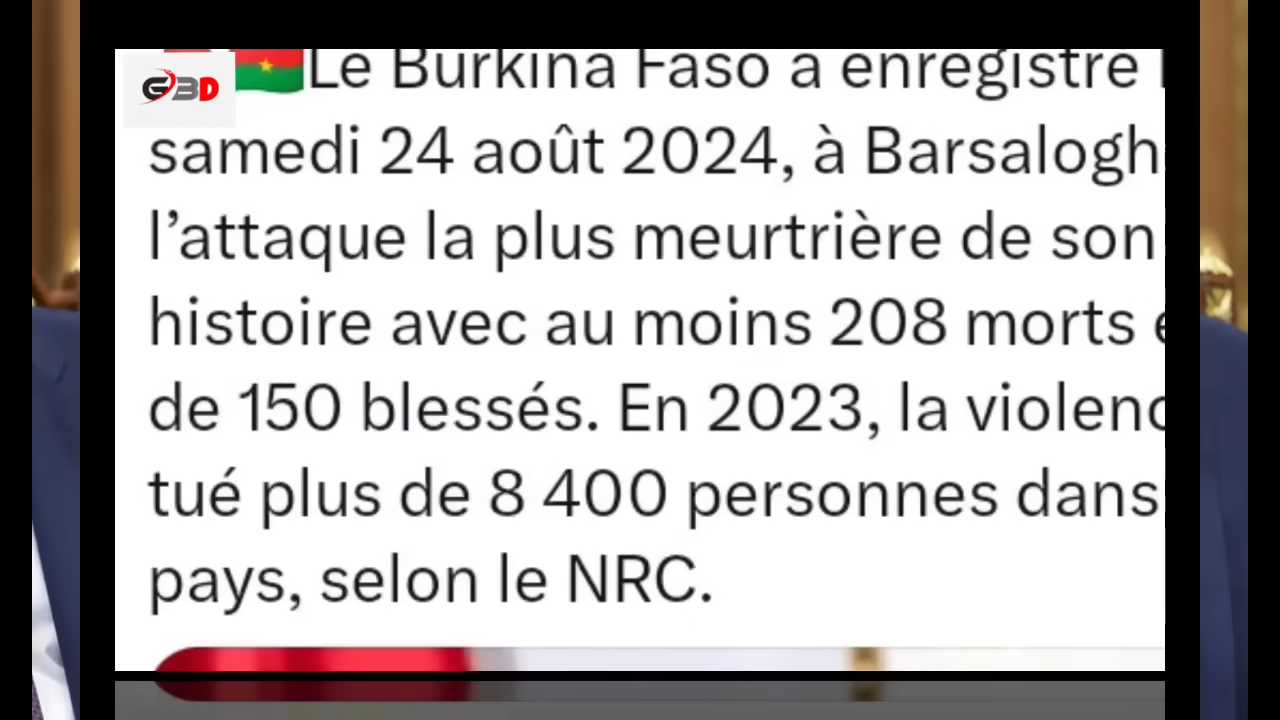 GBD
Le Burkina Faso a enregistré
samedi 24 août 2024, à Barsalogh
l’attaque la plus meurtrière de son
histoire avec au moins 208 morts
de 150 blessés. En 2023, la violenc
tué plus de 8 400 personnes dans
pays, selon le NRC.